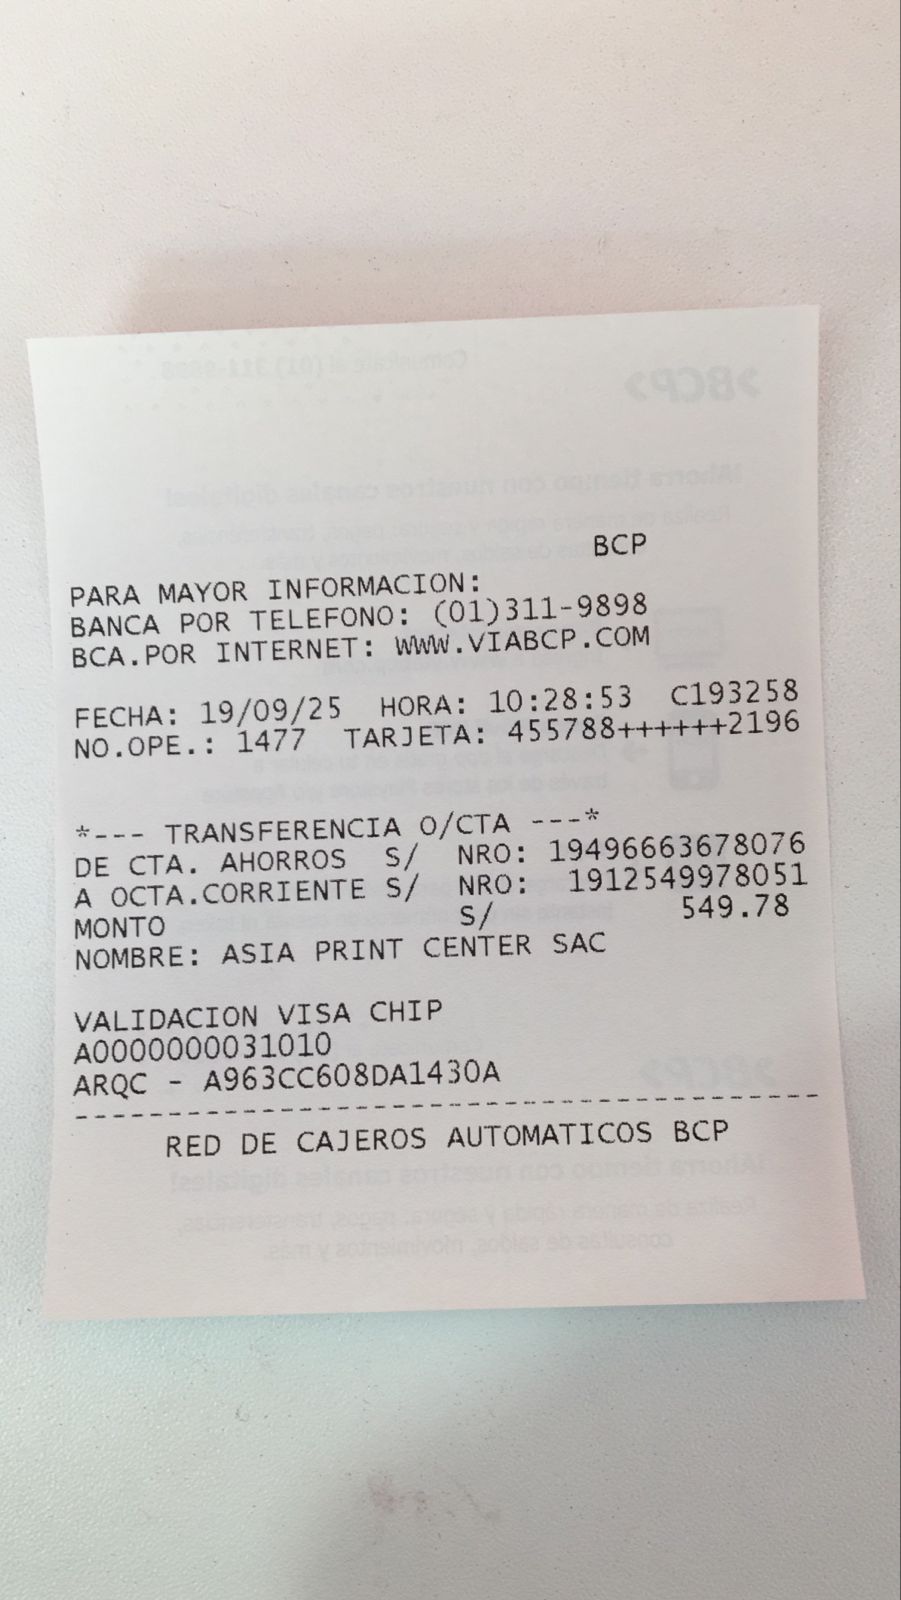 BCP
PARA MAYOR INFORMACION:
BANCA POR TELEFONO: (01)311-9898
BCA.POR INTERNET: WWW.VIABCP.COM
FECHA: 19/09/25 HORA: 10:28:53 C193258
NO.OPE.: 1477 TARJETA: 455788++++++2196
*--- TRANSFERENCIA O/CTA ---*
DE CTA. AHORROS S/ NRO: 19496663678076
A OCTA.CORRIENTE S/ NRO: 1912549978051
MONTO S/ 549.78
NOMBRE: ASIA PRINT CENTER SAC
VALIDACION VISA CHIP
A0000000031010
ARQC - A963CC608DA1430A
RED DE CAJEROS AUTOMATICOS BCP